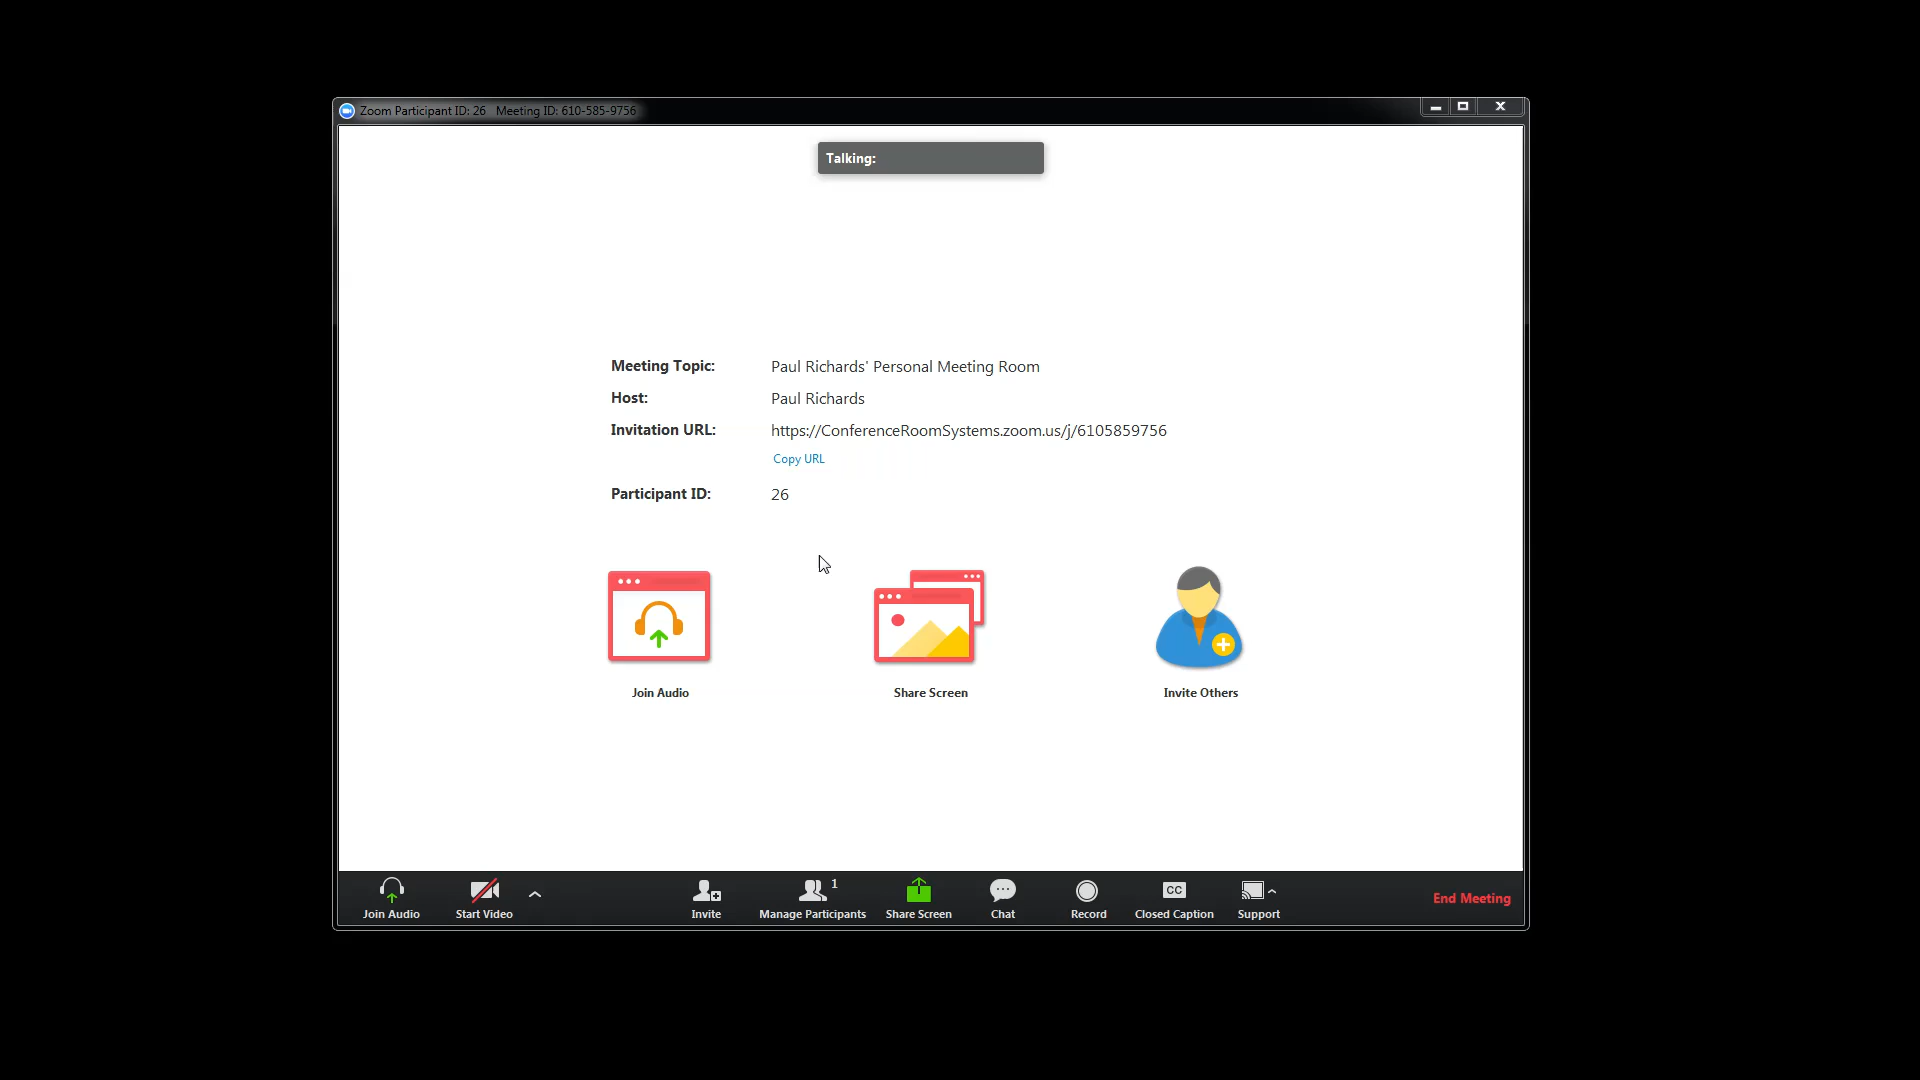 Zoom Participant ID: 26 Meeting ID: 610-585-9756
Talking:
Meeting Topic: Paul Richards' Personal Meeting Room
Host: Paul Richards
Invitation URL: https://ConferenceRoomSystems.zoom.us/j/6105859756
Copy URL
Participant ID: 26
Join Audio Share Screen Invite Others
1
CC
Join Audio Start Video Invite Manage Participants Share Screen Chat Record Closed Caption Support End Meeting